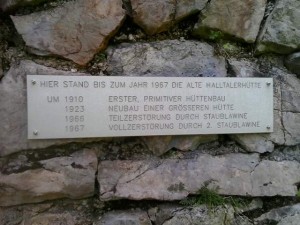 HIER STAND BIS ZUM JAHR 1967 DIE ALTE HALLTALERHÜTTE
UM 1910 ERSTER, PRIMITIVER HÜTTENBAU
1923 NEUBAU EINER GRÖSSEREN HÜTTE
1966 TEILZERSTÖRUNG DURCH STAUBLAWINE
1967 VOLLZERSTÖRUNG DURCH 2. STAUBLAWINE